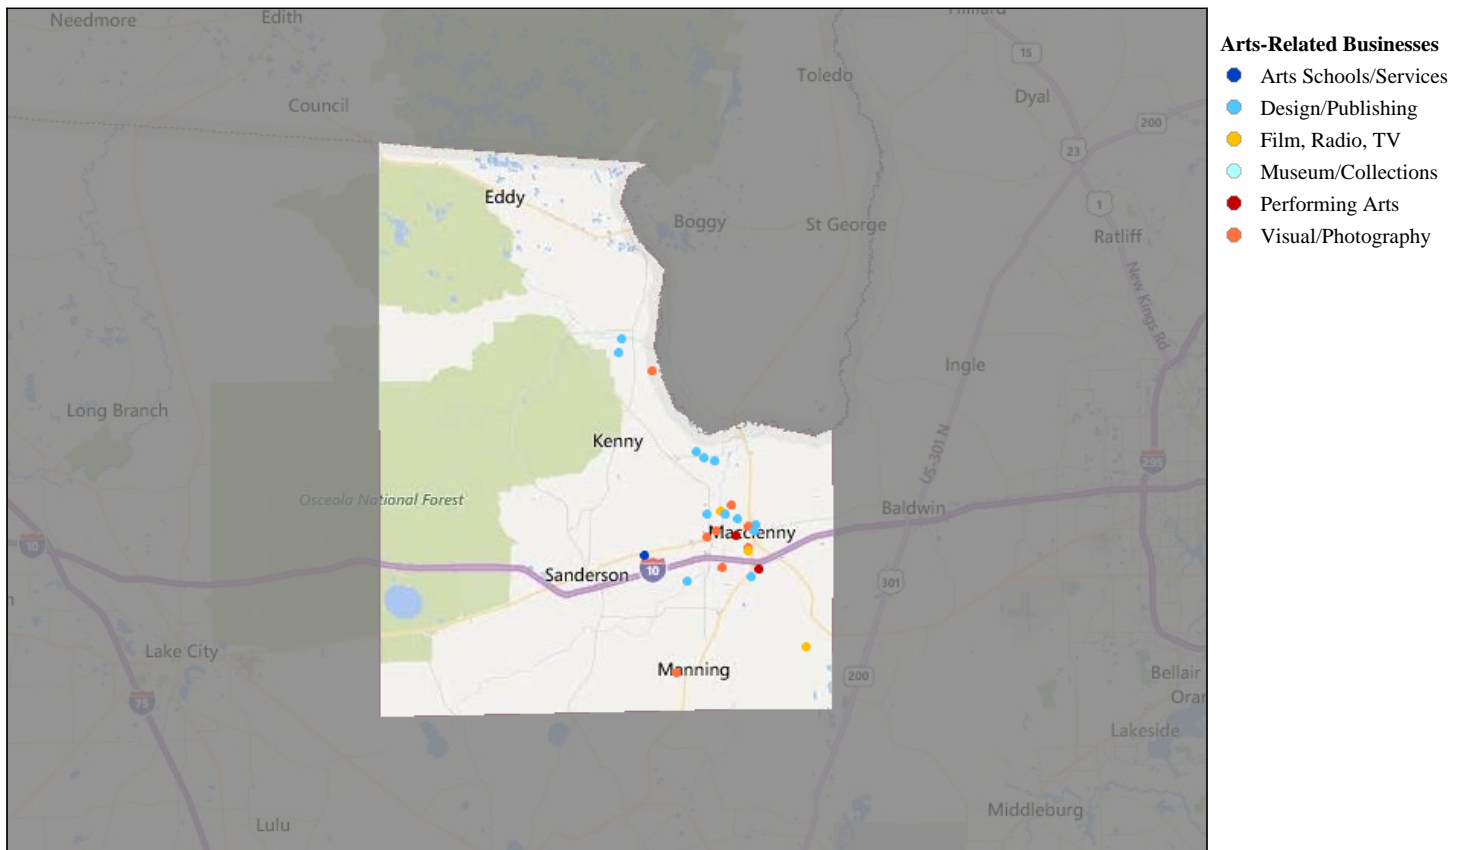 Needmore
Edith
Hilliard
Arts-Related Businesses
Arts Schools/Services
Design/Publishing
Film, Radio, TV
Museum/Collections
Performing Arts
Visual/Photography
15
Toledo
Council
Dyal
200
23
Eddy
1
Boggy
St George
Ratliff
New Kings Rd
Ingle
Long Branch
Kenny
US-301 N
295
Osceola National Forest
Baldwin
Macclenny
10
10
Sanderson
301
n
Lake City
Manning
200
Bellair
Oran
75
Lakeside
Middleburg
Lulu